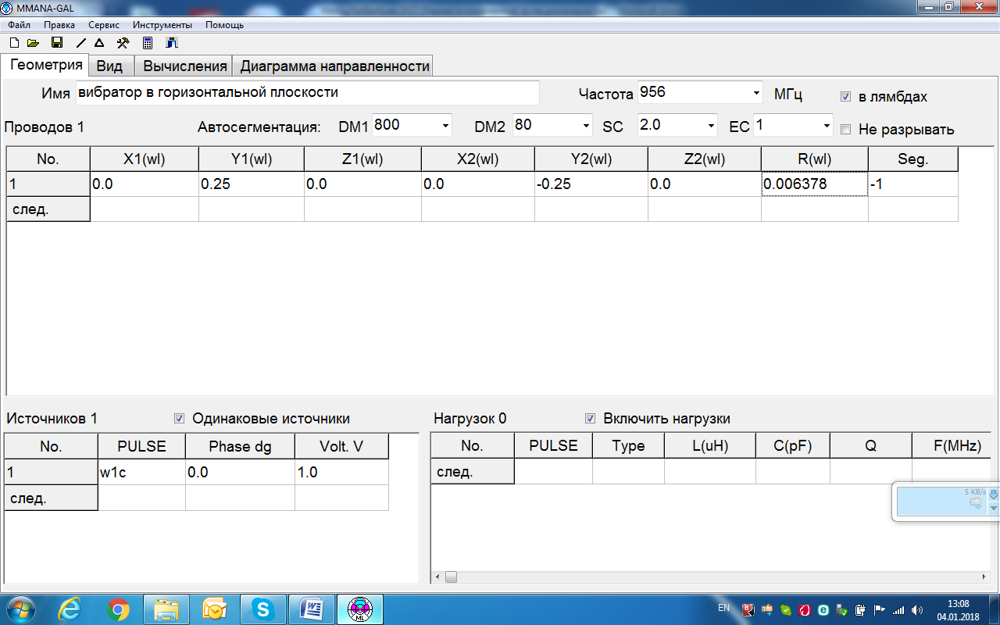 MMANA-GAL
Файл Правка Сервис Инструменты Помощь
Геометрия Вид Вычисления Диаграмма направленности
Имя вибратор в горизонтальной плоскости Частота 956 МГц в лямбдах
Проводов 1 Автосегментация: DM1 800 DM2 80 SC 2.0 EC 1 Не разрывать
No. X1(wl) Y1(wl) Z1(wl) X2(wl) Y2(wl) Z2(wl) R(wl) Seg.
1 0.0 0.25 0.0 0.0 -0.25 0.0 0.006378 -1
след.
Источников 1 Одинаковые источники Нагрузок 0 Включить нагрузки
No. PULSE Phase dg Volt. V No. PULSE Type L(uH) C(pF) Q F(MHz)
1 w1c 0.0 1.0 след.
след.
5 KB/s
EN 13:08
04.01.2018